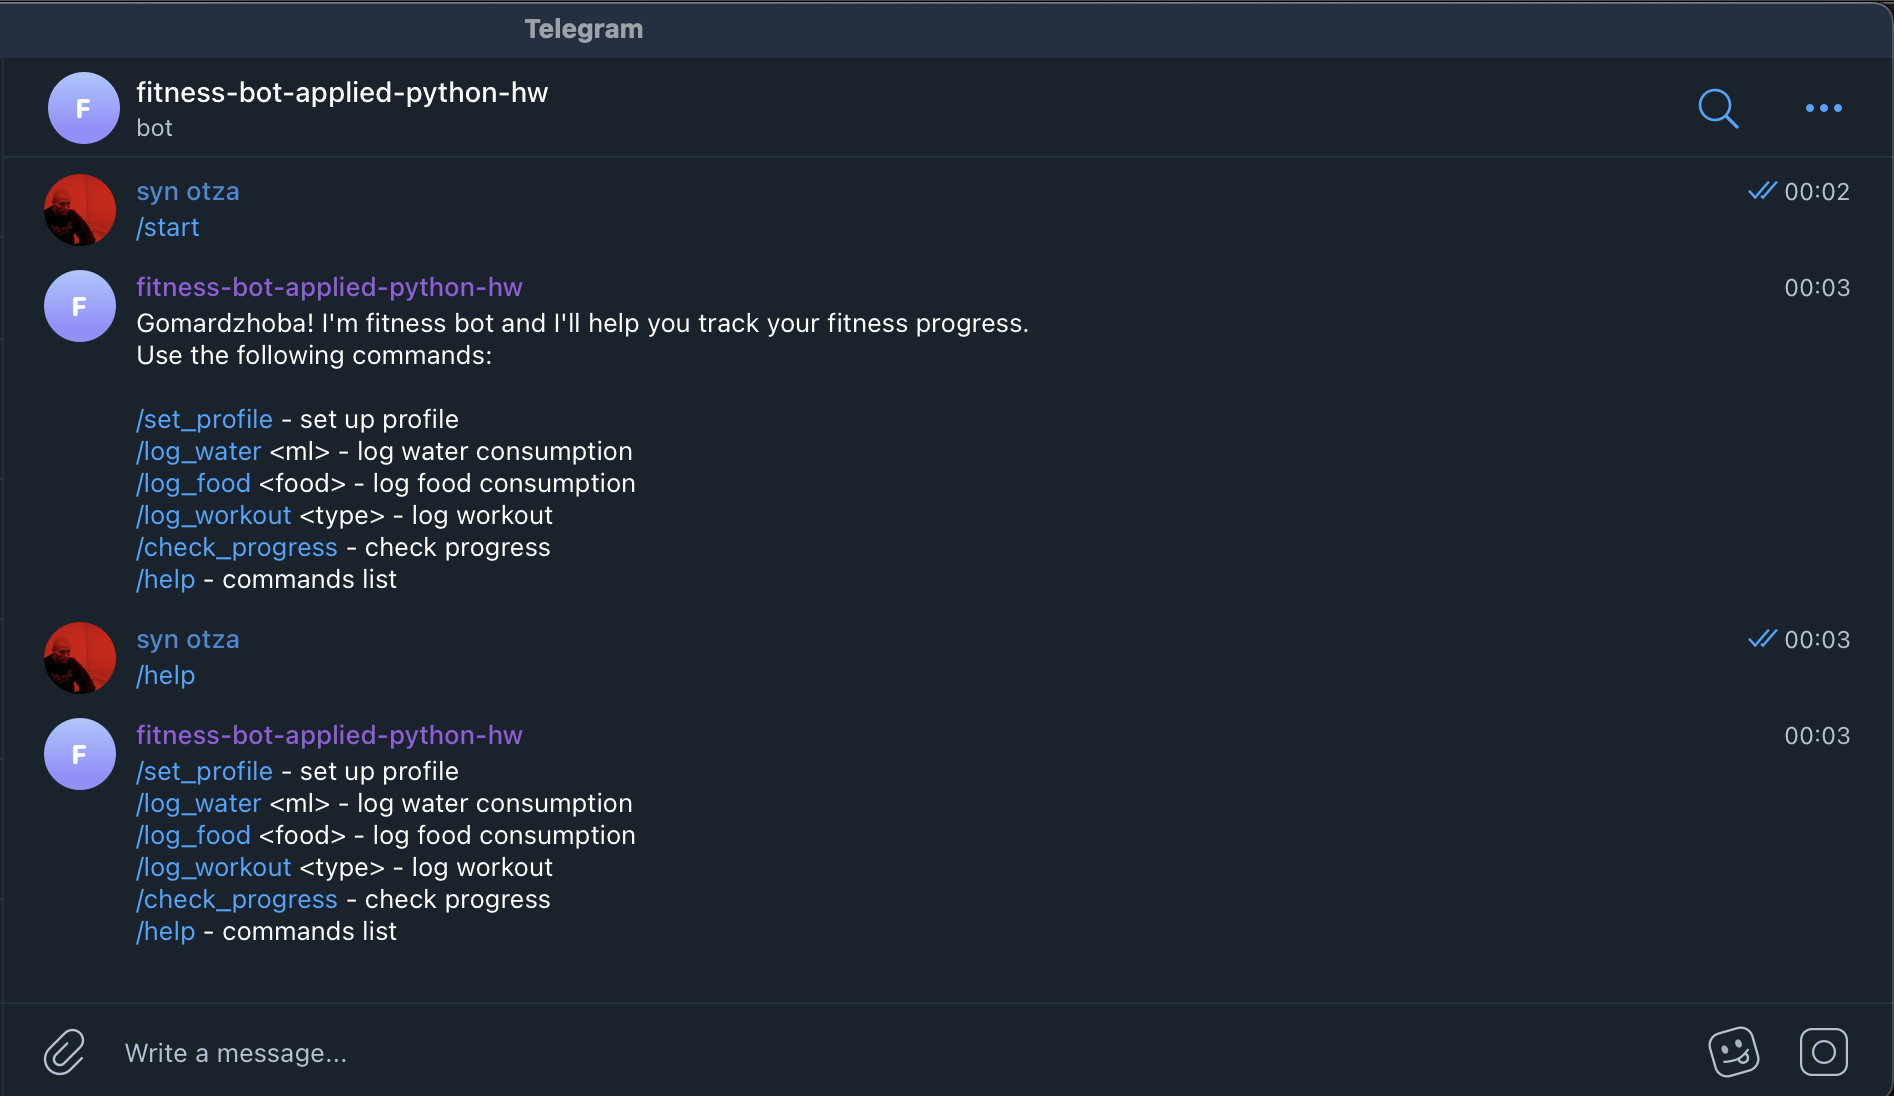 Telegram
F
fitness-bot-applied-python-hw
bot
syn otza
00:02
/start
F
fitness-bot-applied-python-hw
00:03
Gomardzhoba! I'm fitness bot and I'll help you track your fitness progress.
Use the following commands:
/set_profile - set up profile
/log_water <ml> - log water consumption
/log_food <food> - log food consumption
/log_workout <type> - log workout
/check_progress - check progress
/help - commands list
syn otza
00:03
/help
F
fitness-bot-applied-python-hw
00:03
/set_profile - set up profile
/log_water <ml> - log water consumption
/log_food <food> - log food consumption
/log_workout <type> - log workout
/check_progress - check progress
/help - commands list
Write a message...